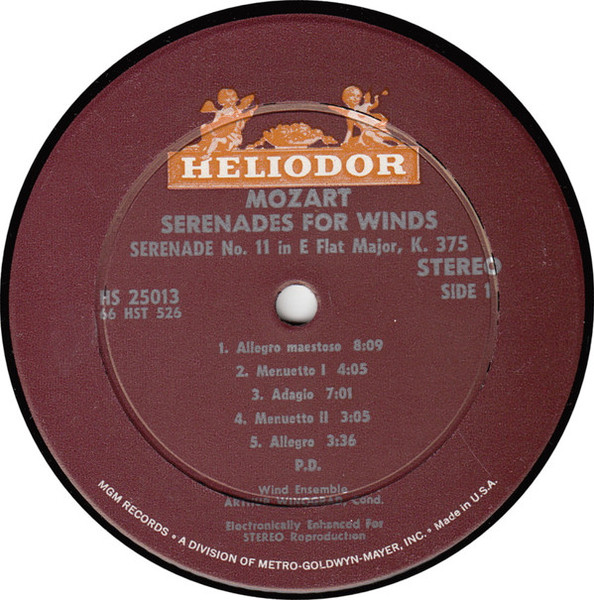 HELIODOR
MOZART
SERENADES FOR WINDS
SERENADE No. 11 in E Flat Major, K. 375
STEREO
HS 25013
SIDE 1
66 HST 526
1. Allegro maestoso 8:09
2. Menuetto I 4:05
3. Adagio 7:01
4. Menuetto II 3:05
5. Allegro 3:36
P.D.
Wind Ensemble
ARTHUR WINOGRAD, Cond.
Electronically Enhanced For
STEREO Reproduction
MGM RECORDS • A DIVISION OF METRO-GOLDWYN-MAYER, INC. • Made in U.S.A.